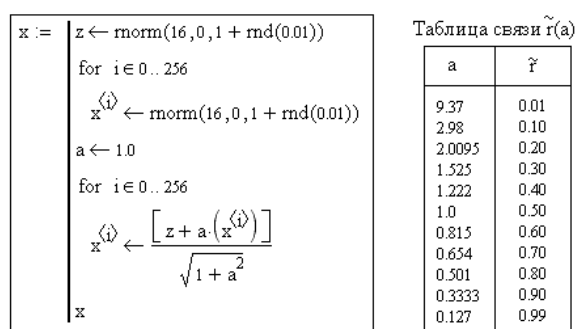 x := z ← rnorm(16,0,1 + rnd(0.01))
for i ∈ 0.. 256
x^⟨i⟩ ← rnorm(16,0,1 + rnd(0.01))
a ← 1.0
for i ∈ 0.. 256
x^⟨i⟩ ← [z + a·(x^⟨i⟩)] / √(1 + a²)
x
Таблица связи r̃(a)
a r̃
9.37 0.01
2.98 0.10
2.0095 0.20
1.525 0.30
1.222 0.40
1.0 0.50
0.815 0.60
0.654 0.70
0.501 0.80
0.3333 0.90
0.127 0.99